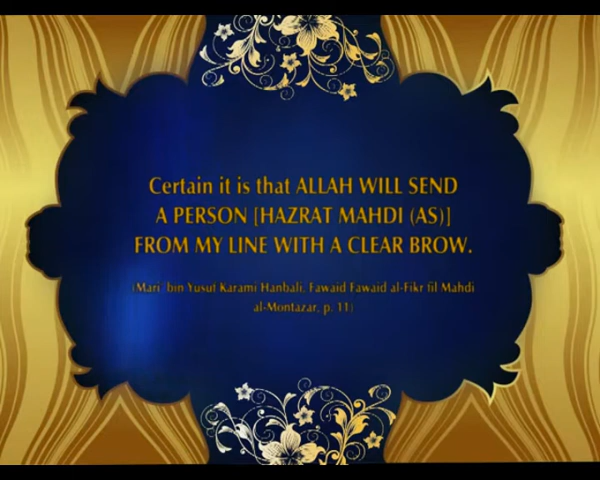 Certain it is that ALLAH WILL SEND
A PERSON [HAZRAT MAHDI (AS)]
FROM MY LINE WITH A CLEAR BROW.
(Mari` bin Yusuf Karami Hanbali, Fawaid Fawaid al-Fikr fil Mahdi
al-Montazar, p. 11)